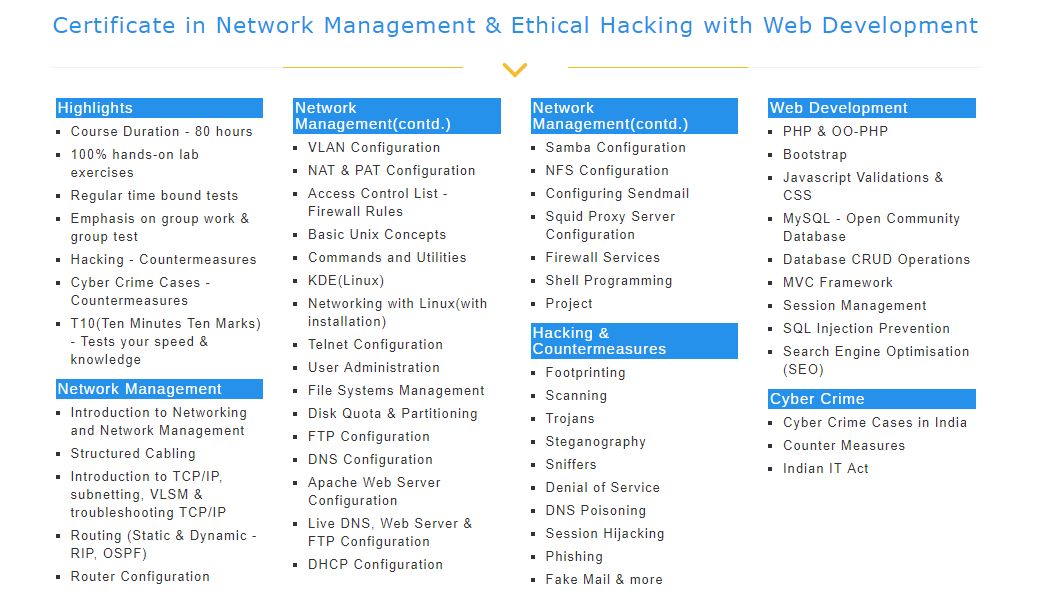 Certificate in Network Management & Ethical Hacking with Web Development
Highlights
Course Duration - 80 hours
100% hands-on lab
exercises
Regular time bound tests
Emphasis on group work &
group test
Hacking - Countermeasures
Cyber Crime Cases -
Countermeasures
T10(Ten Minutes Ten Marks)
- Tests your speed &
knowledge
Network Management
Introduction to Networking
and Network Management
Structured Cabling
Introduction to TCP/IP,
subnetting, VLSM &
troubleshooting TCP/IP
Routing (Static & Dynamic -
RIP, OSPF)
Router Configuration
Network
Management(contd.)
VLAN Configuration
NAT & PAT Configuration
Access Control List -
Firewall Rules
Basic Unix Concepts
Commands and Utilities
KDE(Linux)
Networking with Linux(with
installation)
Telnet Configuration
User Administration
File Systems Management
Disk Quota & Partitioning
FTP Configuration
DNS Configuration
Apache Web Server
Configuration
Live DNS, Web Server &
FTP Configuration
DHCP Configuration
Network
Management(contd.)
Samba Configuration
NFS Configuration
Configuring Sendmail
Squid Proxy Server
Configuration
Firewall Services
Shell Programming
Project
Hacking &
Countermeasures
Footprinting
Scanning
Trojans
Steganography
Sniffers
Denial of Service
DNS Poisoning
Session Hijacking
Phishing
Fake Mail & more
Web Development
PHP & OO-PHP
Bootstrap
Javascript Validations &
CSS
MySQL - Open Community
Database
Database CRUD Operations
MVC Framework
Session Management
SQL Injection Prevention
Search Engine Optimisation
(SEO)
Cyber Crime
Cyber Crime Cases in India
Counter Measures
Indian IT Act